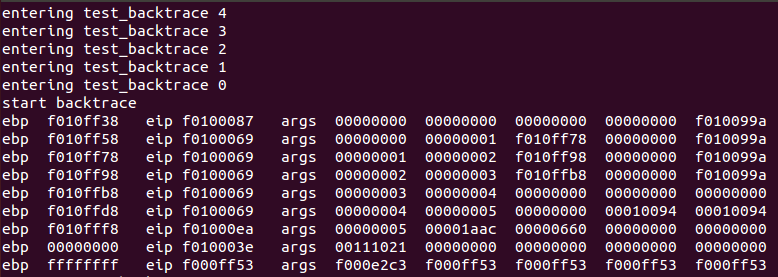 entering test_backtrace 4
entering test_backtrace 3
entering test_backtrace 2
entering test_backtrace 1
entering test_backtrace 0
start backtrace
ebp  f010ff38   eip f0100087   args  00000000  00000000  00000000  00000000  f010099a
ebp  f010ff58   eip f0100069   args  00000000  00000001  f010ff78  00000000  f010099a
ebp  f010ff78   eip f0100069   args  00000001  00000002  f010ff98  00000000  f010099a
ebp  f010ff98   eip f0100069   args  00000002  00000003  f010ffb8  00000000  f010099a
ebp  f010ffb8   eip f0100069   args  00000003  00000004  00000000  00000000  00000000
ebp  f010ffd8   eip f0100069   args  00000004  00000005  00000000  00010094  00010094
ebp  f010fff8   eip f01000ea   args  00000005  00001aac  00000660  00000000  00000000
ebp  00000000   eip f010003e   args  00111021  00000000  00000000  00000000  00000000
ebp  ffffffff   eip f000ff53   args  f000e2c3  f000ff53  f000ff53  f000ff53  f000ff53